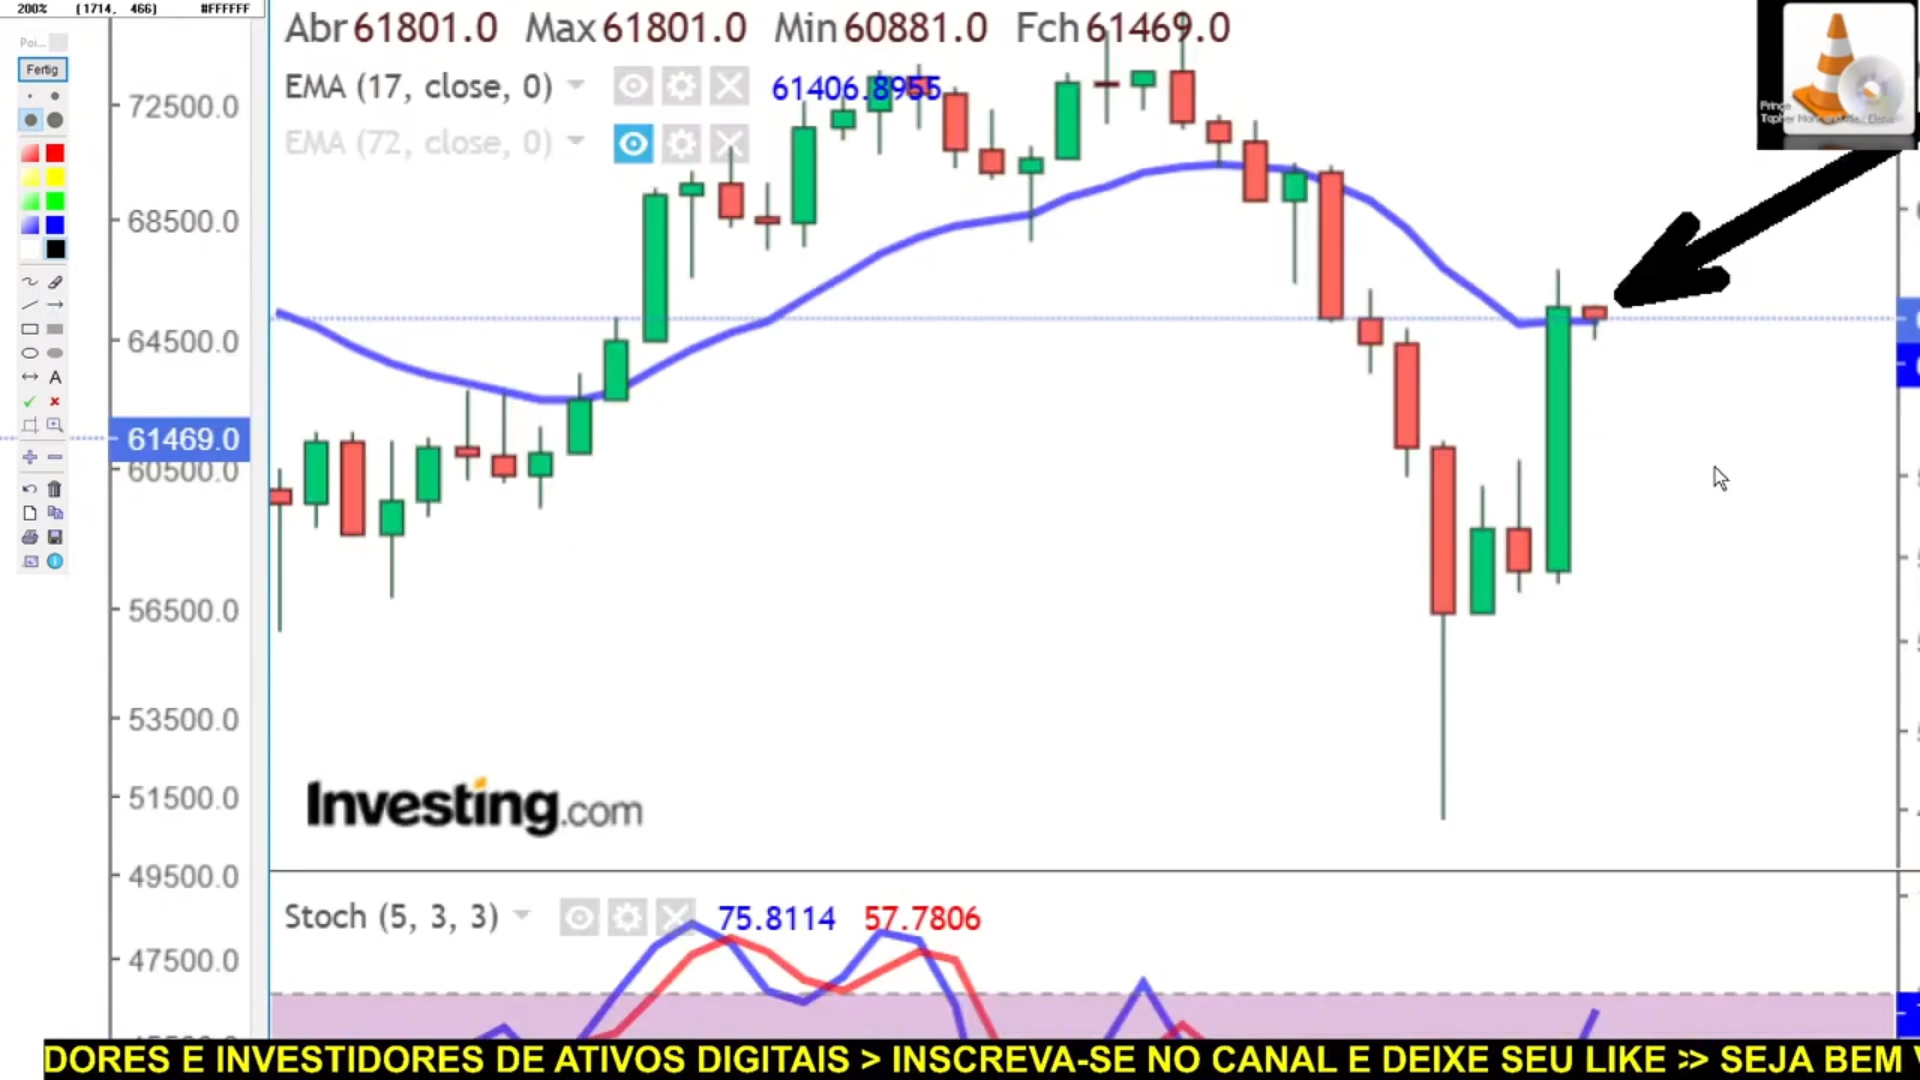 200% (1714, 466) #FFFFFF
Poi...
Fertig
A
Abr 61801.0 Max 61801.0 Min 60881.0 Fch 61469.0
EMA (17, close, 0) 61406.8955
EMA (72, close, 0)
72500.0
68500.0
64500.0
61469.0
60500.0
56500.0
53500.0
51500.0
49500.0
47500.0
Investing.com
Stoch (5, 3, 3) 75.8114 57.7806
Fringe
DORES E INVESTIDORES DE ATIVOS DIGITAIS > INSCREVA-SE NO CANAL E DEIXE SEU LIKE >> SEJA BEM